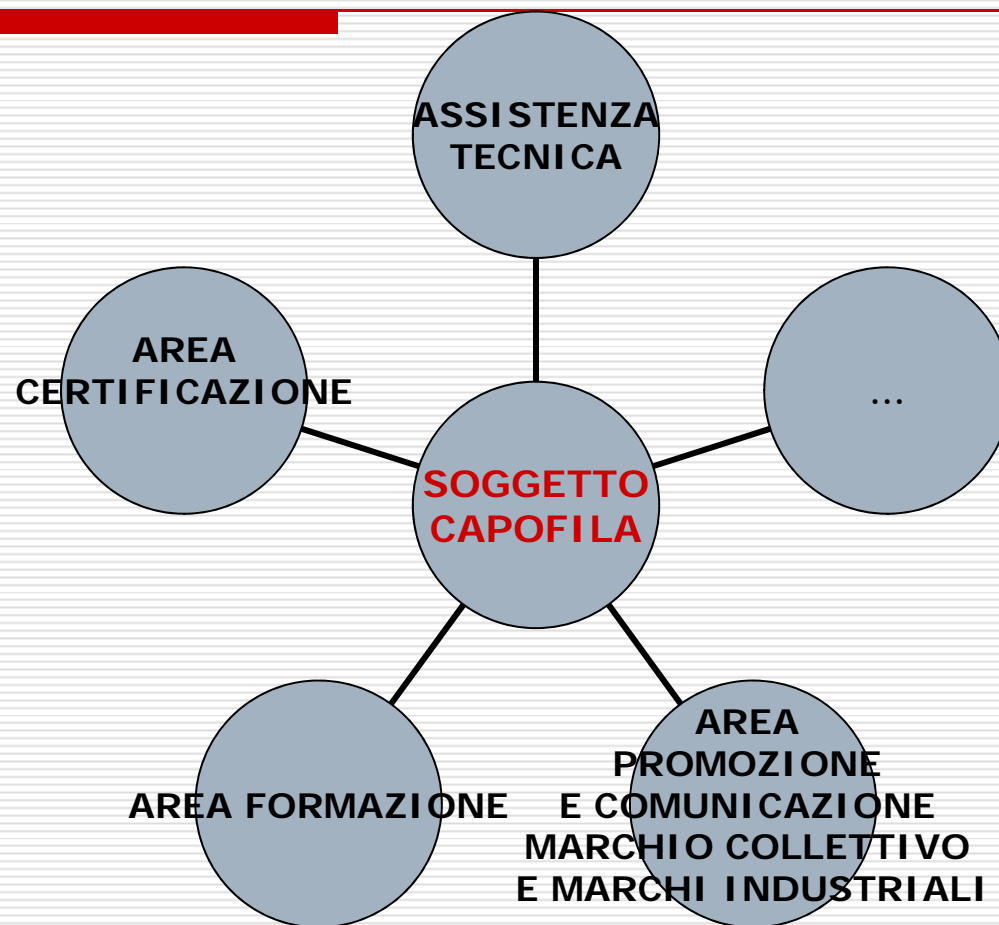 ASSISTENZA
TECNICA
AREA
CERTIFICAZIONE
...
SOGGETTO
CAPOFILA
AREA FORMAZIONE
AREA
PROMOZIONE
E COMUNICAZIONE
MARCHIO COLLETTIVO
E MARCHI INDUSTRIALI